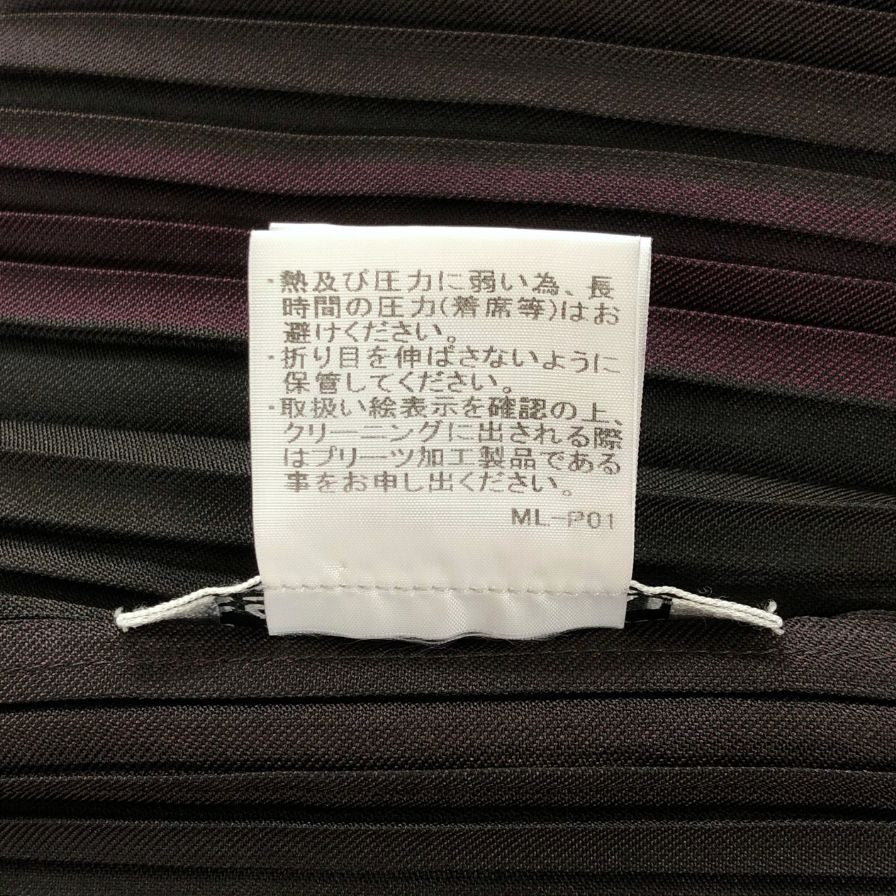 ・熱及び圧力に弱い為、長
時間の圧力(着席等)はお
避けください。
・折り目を伸ばさないように
保管してください。
・取扱い絵表示を確認の上、
クリーニングに出される際
はプリーツ加工製品である
事をお申し出ください。
ML-P01